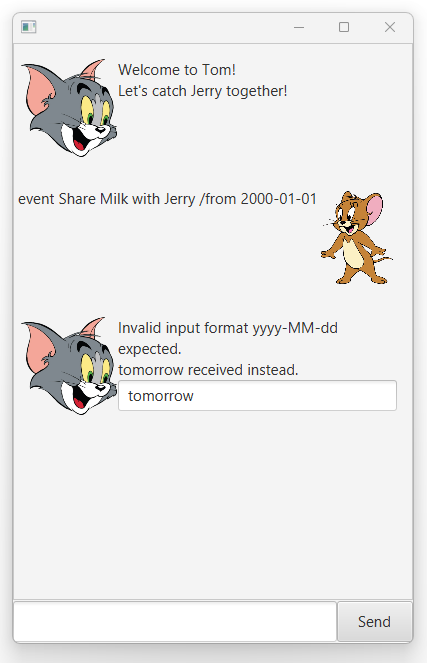 Welcome to Tom!
Let's catch Jerry together!
event Share Milk with Jerry /from 2000-01-01
Invalid input format yyyy-MM-dd
expected.
tomorrow received instead.
tomorrow
Send